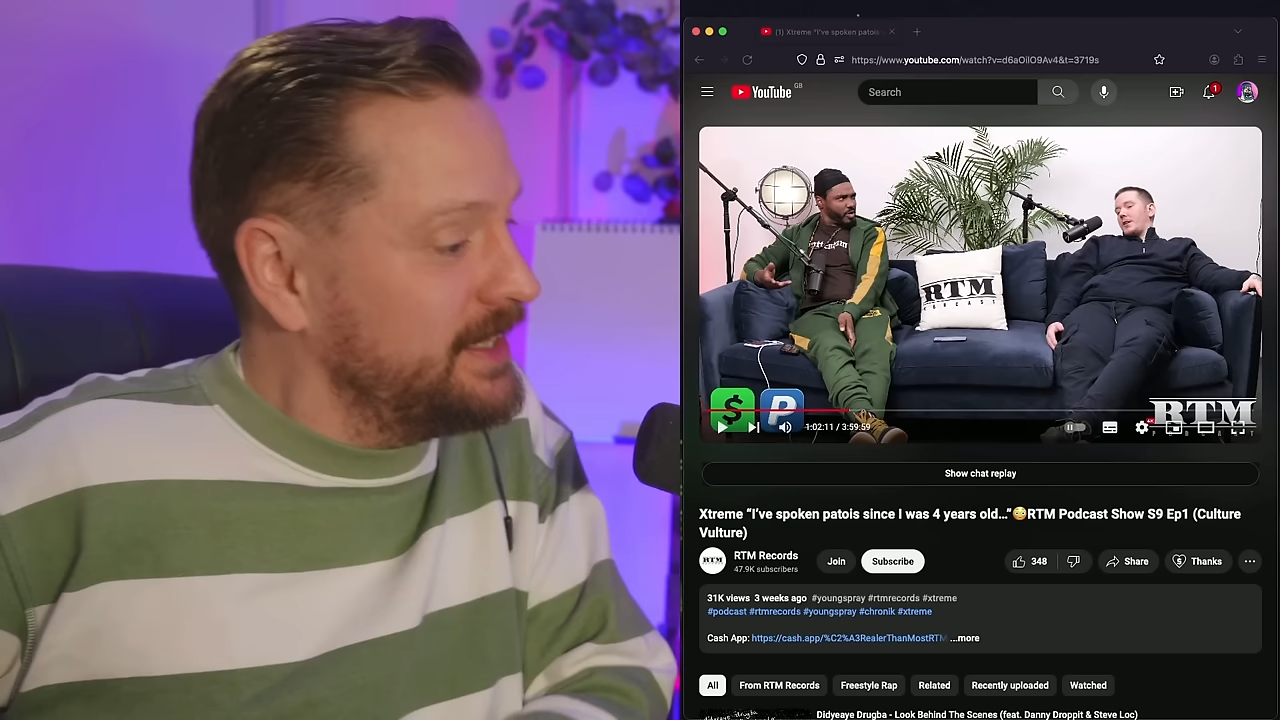 (1) Xtreme "I've spoken patois
https://www.youtube.com/watch?v=d6aOilO9Av4&t=3719s
YouTube GB
Search
1
RTM
PODCAST
$
P
1:02:11 / 3:59:59
RTM
PODCAST
Show chat replay
Xtreme “I’ve spoken patois since I was 4 years old…”😳RTM Podcast Show S9 Ep1 (Culture
Vulture)
RTM
RTM Records
47.9K subscribers
Join
Subscribe
348
Share
Thanks
31K views 3 weeks ago #youngspray #rtmrecords #xtreme
#podcast #rtmrecords #youngspray #chronik #xtreme
Cash App: https://cash.app/%C2%A3RealerThanMostRTM ...more
All
From RTM Records
Freestyle Rap
Related
Recently uploaded
Watched
Didyeaye Drugba - Look Behind The Scenes (feat. Danny Droppit & Steve Loc)